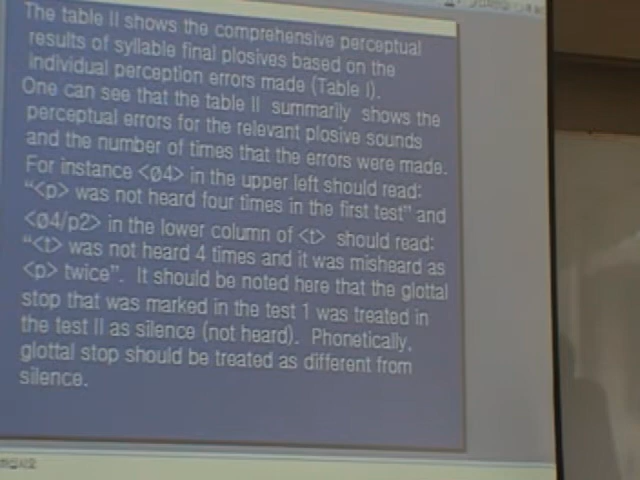 The table II shows the comprehensive perceptual
results of syllable final plosives based on the
individual perception errors made (Table I).
One can see that the table II summarily shows the
perceptual errors for the relevant plosive sounds
and the number of times that the errors were made.
For instance <ø4> in the upper left should read:
“<p> was not heard four times in the first test” and
<ø4/p2> in the lower column of <t> should read:
“<t> was not heard 4 times and it was misheard as
<p> twice”. It should be noted here that the glottal
stop that was marked in the test 1 was treated in
the test II as silence (not heard). Phonetically,
glottal stop should be treated as different from
silence.